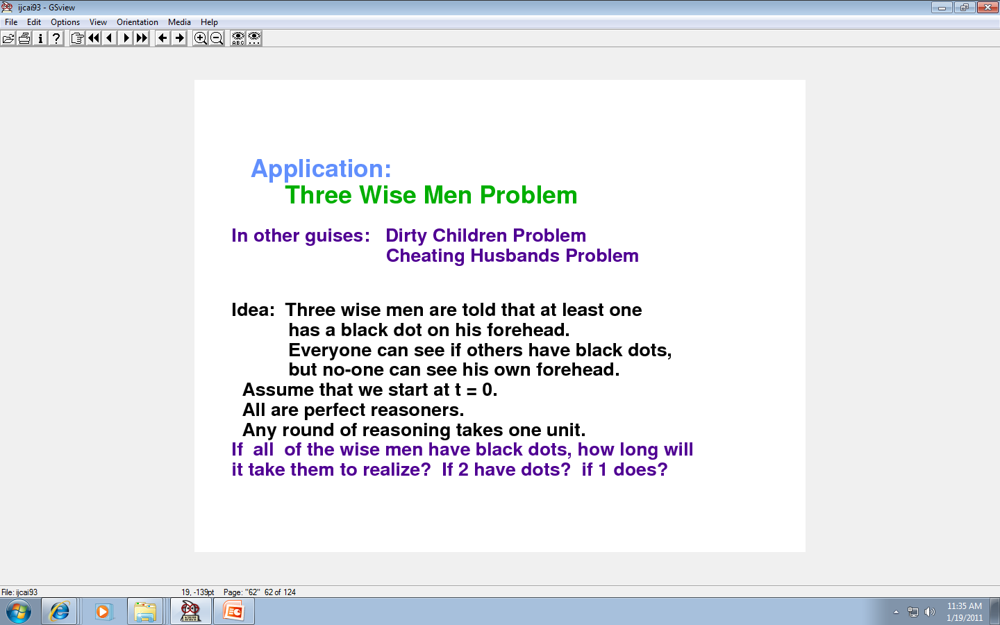 ijcai93 - GSview
File Edit Options View Orientation Media Help
Application:
Three Wise Men Problem
In other guises: Dirty Children Problem
Cheating Husbands Problem
Idea: Three wise men are told that at least one
has a black dot on his forehead.
Everyone can see if others have black dots,
but no-one can see his own forehead.
Assume that we start at t = 0.
All are perfect reasoners.
Any round of reasoning takes one unit.
If all of the wise men have black dots, how long will
it take them to realize? If 2 have dots? if 1 does?
File: ijcai93 19, -139pt Page: "62" 62 of 124
11:35 AM
1/19/2011